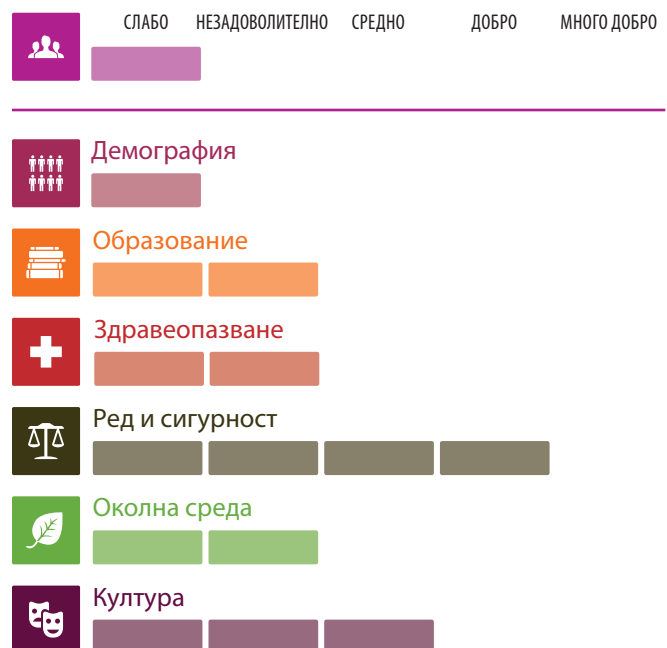 СЛАБО НЕЗАДОВОЛИТЕЛНО СРЕДНО ДОБРО МНОГО ДОБРО
Демография
Образование
Здравеопазване
Ред и сигурност
Околна среда
Култура